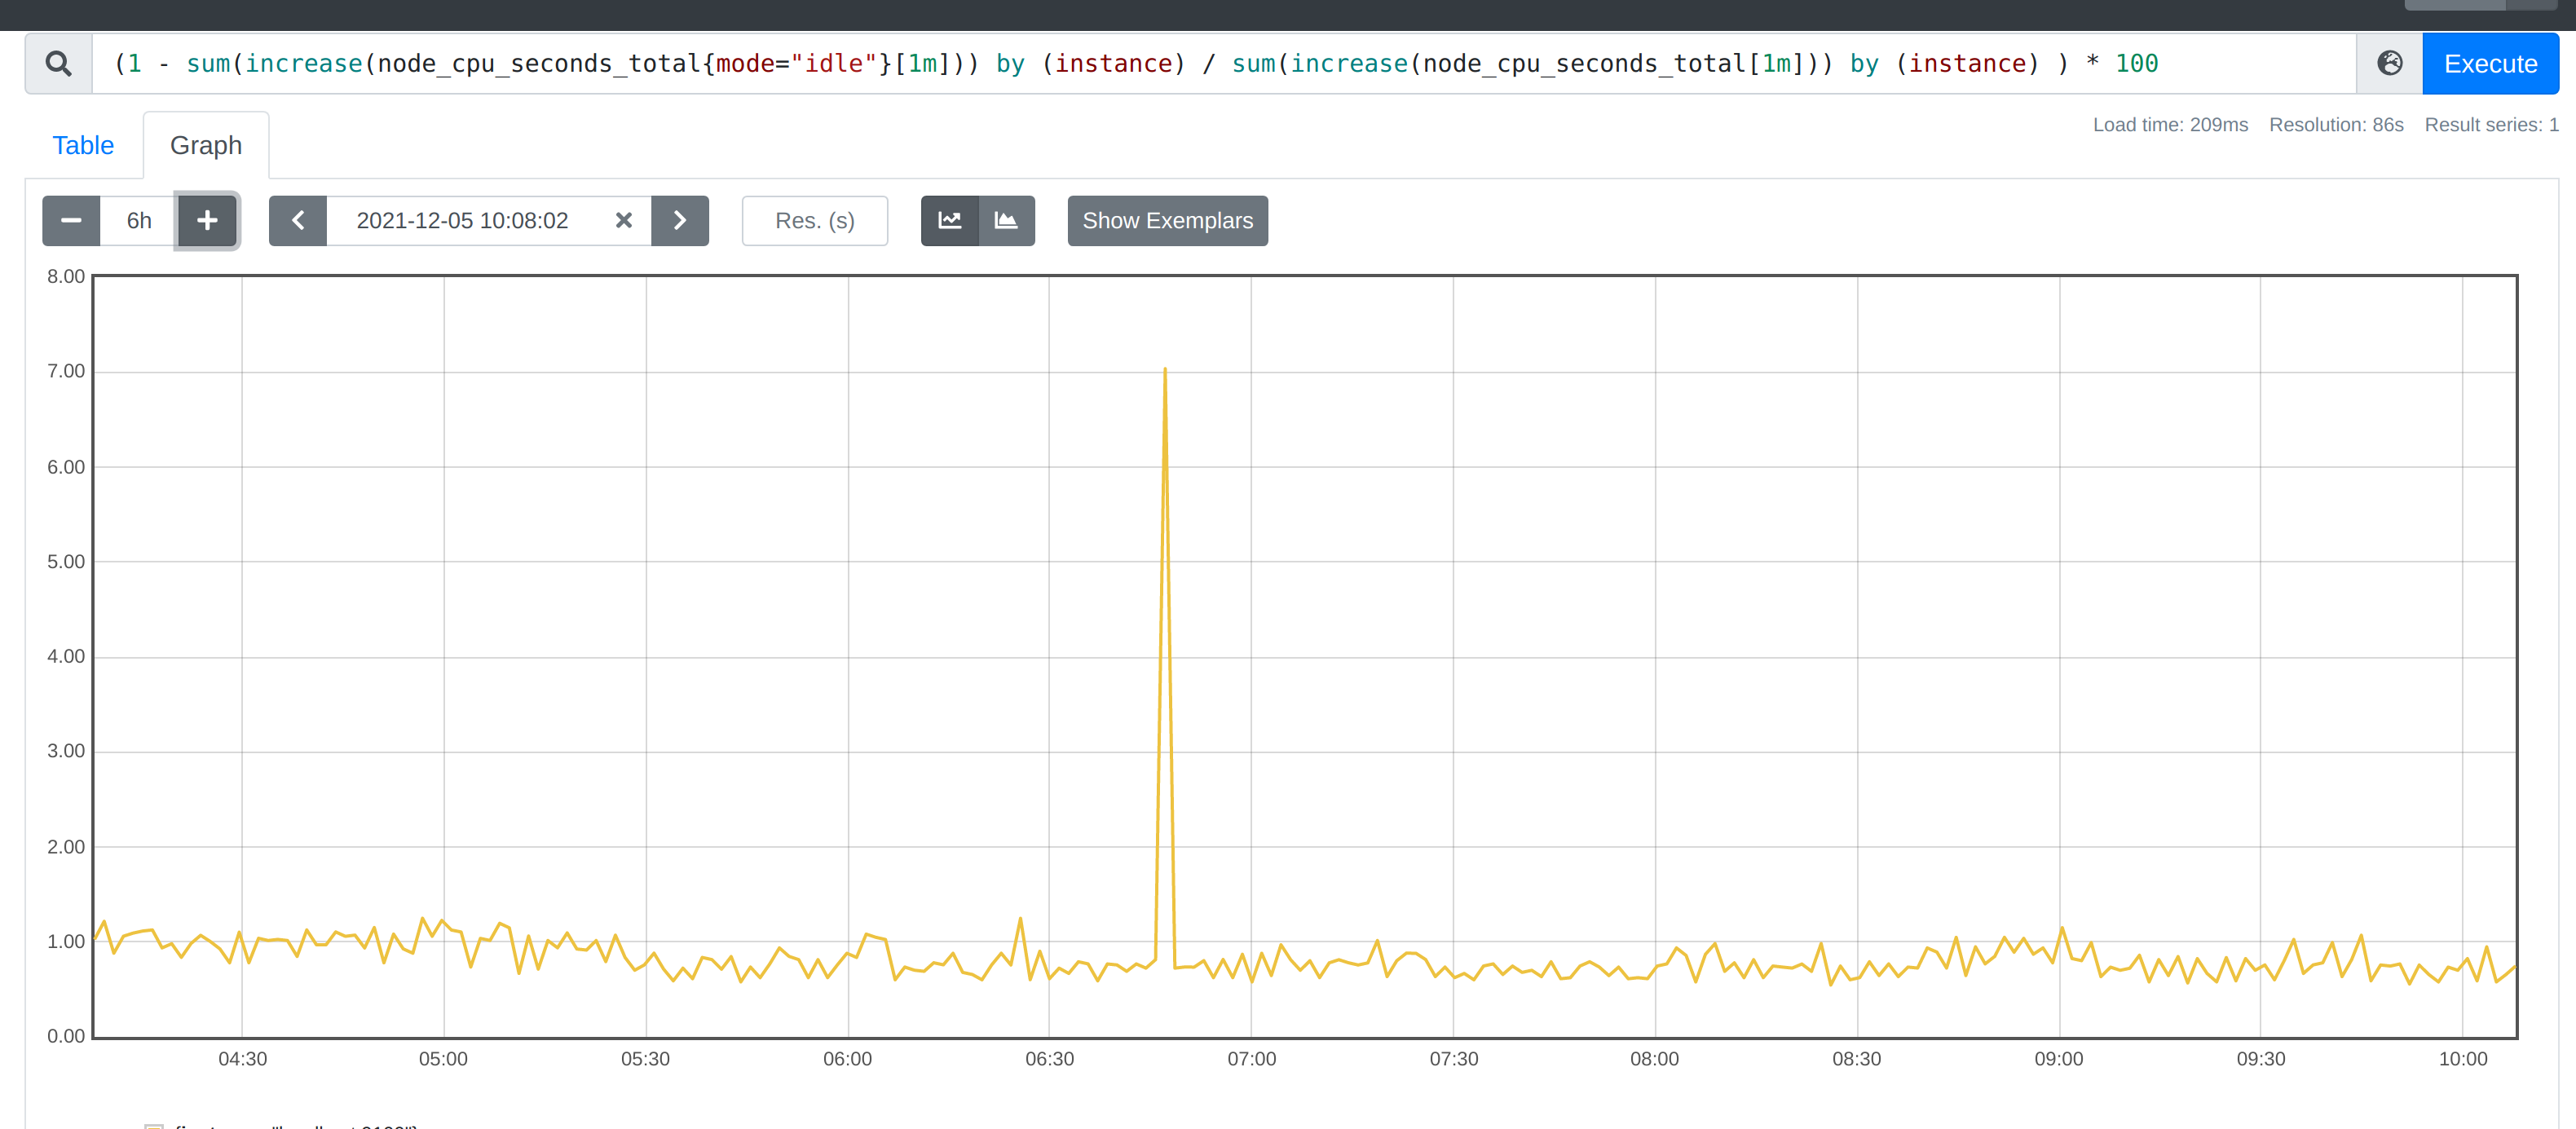 (1 - sum(increase(node_cpu_seconds_total{mode="idle"}[1m])) by (instance) / sum(increase(node_cpu_seconds_total[1m])) by (instance) ) * 100
Execute
Table
Graph
Load time: 209ms Resolution: 86s Result series: 1
6h
2021-12-05 10:08:02
Res. (s)
Show Exemplars
8.00
7.00
6.00
5.00
4.00
3.00
2.00
1.00
0.00
04:30 05:00 05:30 06:00 06:30 07:00 07:30 08:00 08:30 09:00 09:30 10:00